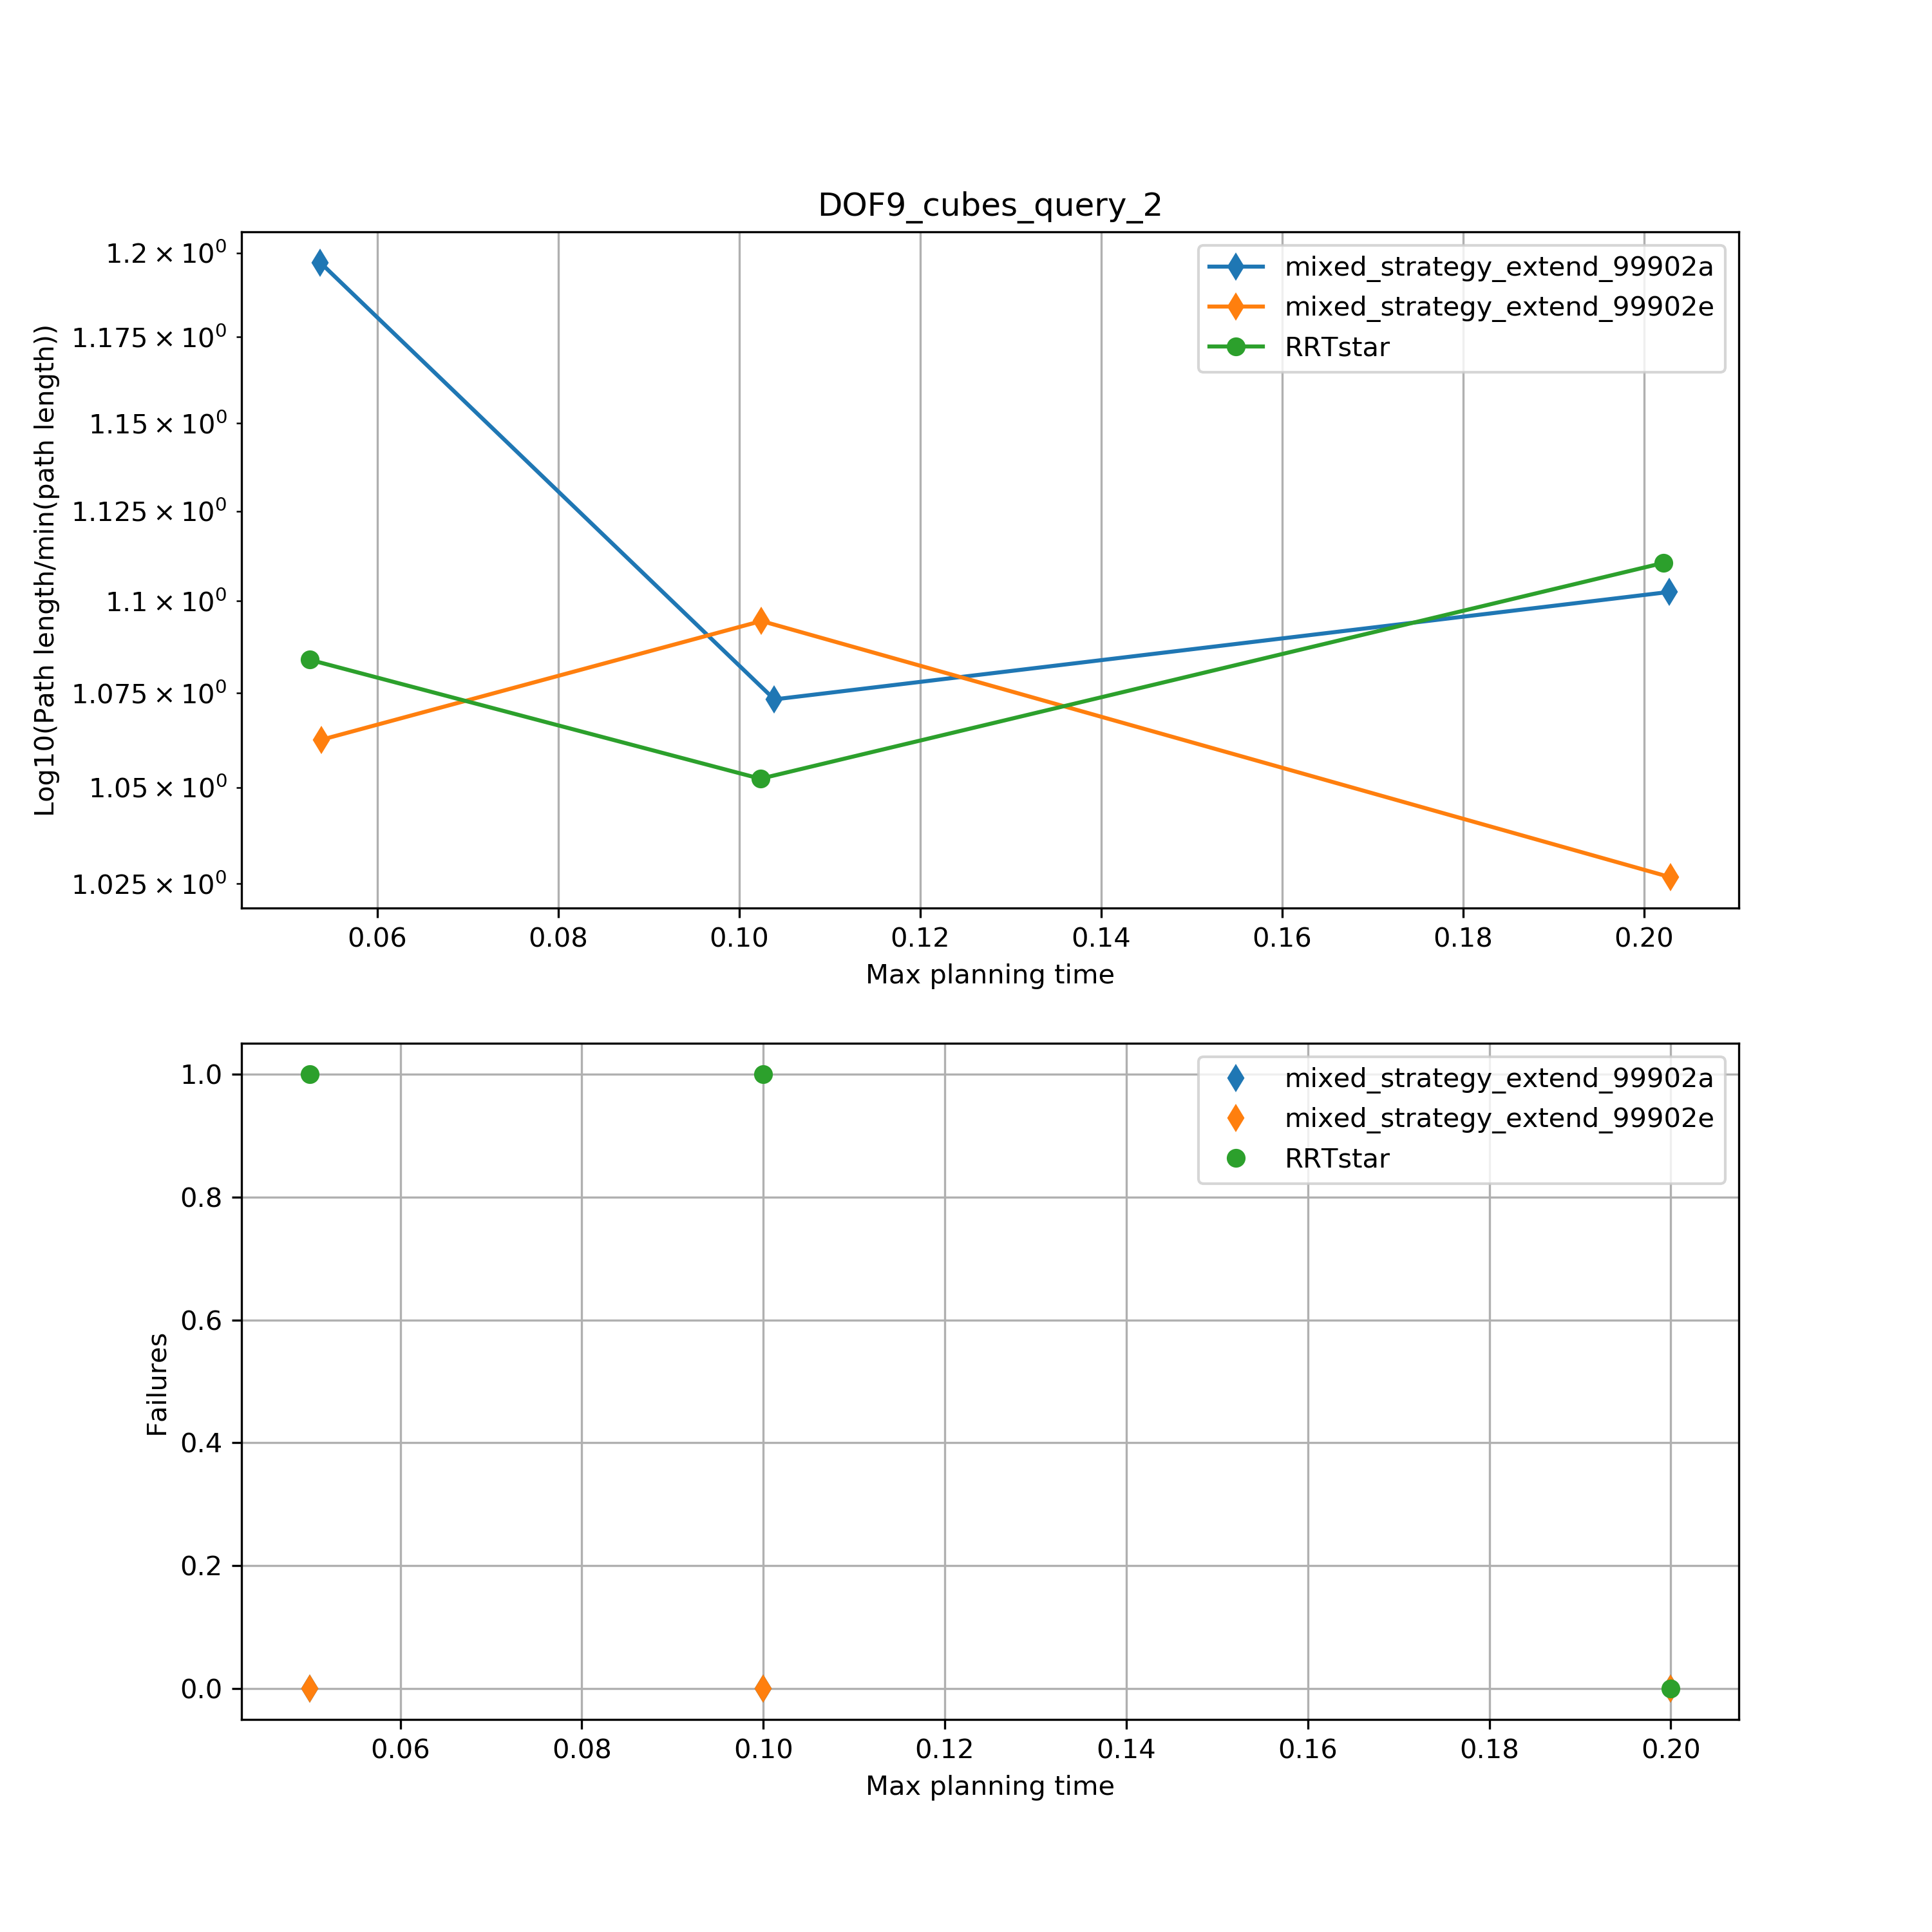 DOF9_cubes_query_2
Log10(Path length/min(path length))
1.2 × 10⁰
1.175 × 10⁰
1.15 × 10⁰
1.125 × 10⁰
1.1 × 10⁰
1.075 × 10⁰
1.05 × 10⁰
1.025 × 10⁰
mixed_strategy_extend_99902a
mixed_strategy_extend_99902e
RRTstar
0.06 0.08 0.10 0.12 0.14 0.16 0.18 0.20
Max planning time
Failures
1.0
0.8
0.6
0.4
0.2
0.0
mixed_strategy_extend_99902a
mixed_strategy_extend_99902e
RRTstar
0.06 0.08 0.10 0.12 0.14 0.16 0.18 0.20
Max planning time